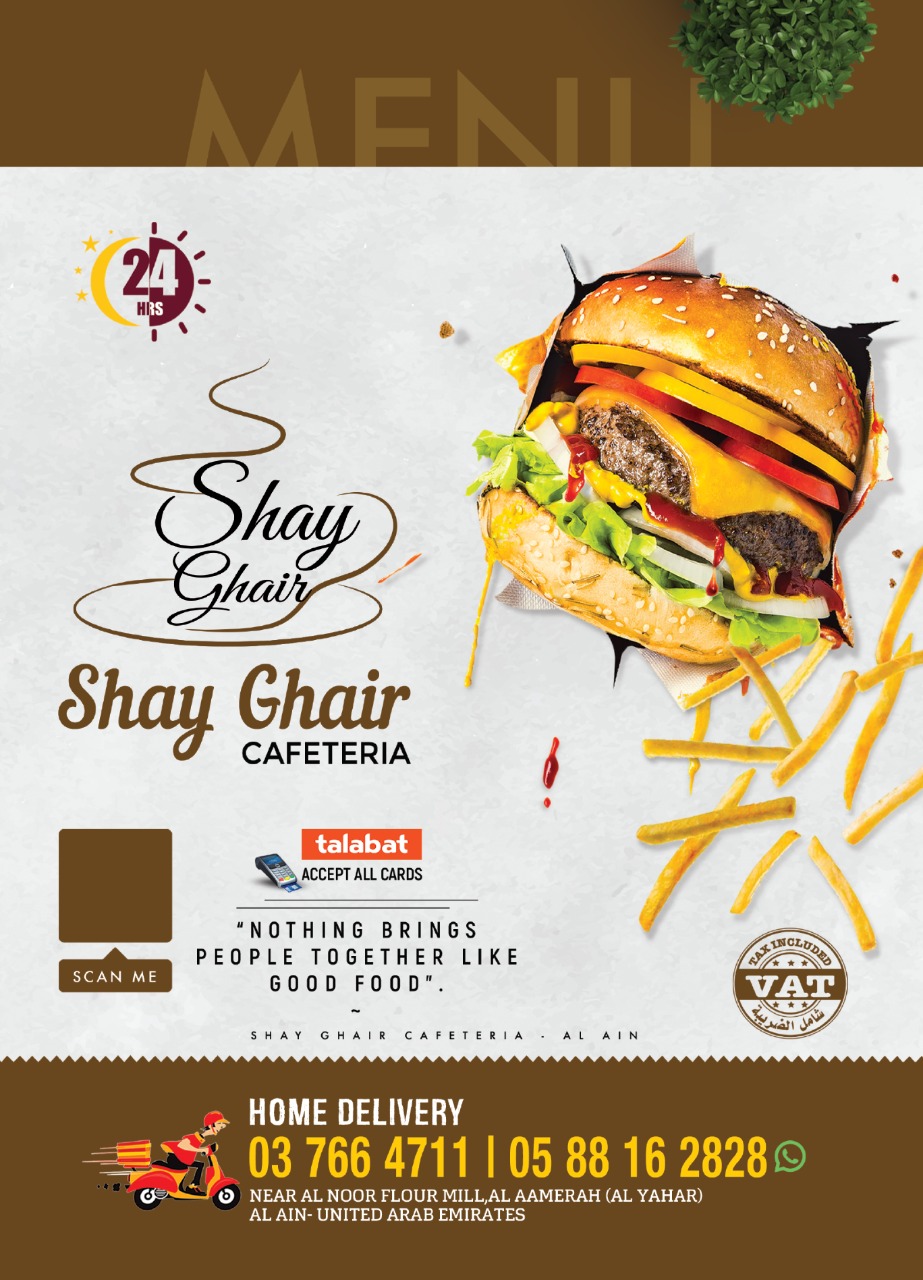 MENU
24
HRS
Shay
Ghair
Shay Ghair
CAFETERIA
talabat
ACCEPT ALL CARDS
SCAN ME
“NOTHING BRINGS
PEOPLE TOGETHER LIKE
GOOD FOOD”.
~
SHAY GHAIR CAFETERIA - AL AIN
TAX INCLUDED
VAT
شامل الضريبة
HOME DELIVERY
03 766 4711 | 05 88 16 2828
NEAR AL NOOR FLOUR MILL,AL AAMERAH (AL YAHAR)
AL AIN- UNITED ARAB EMIRATES